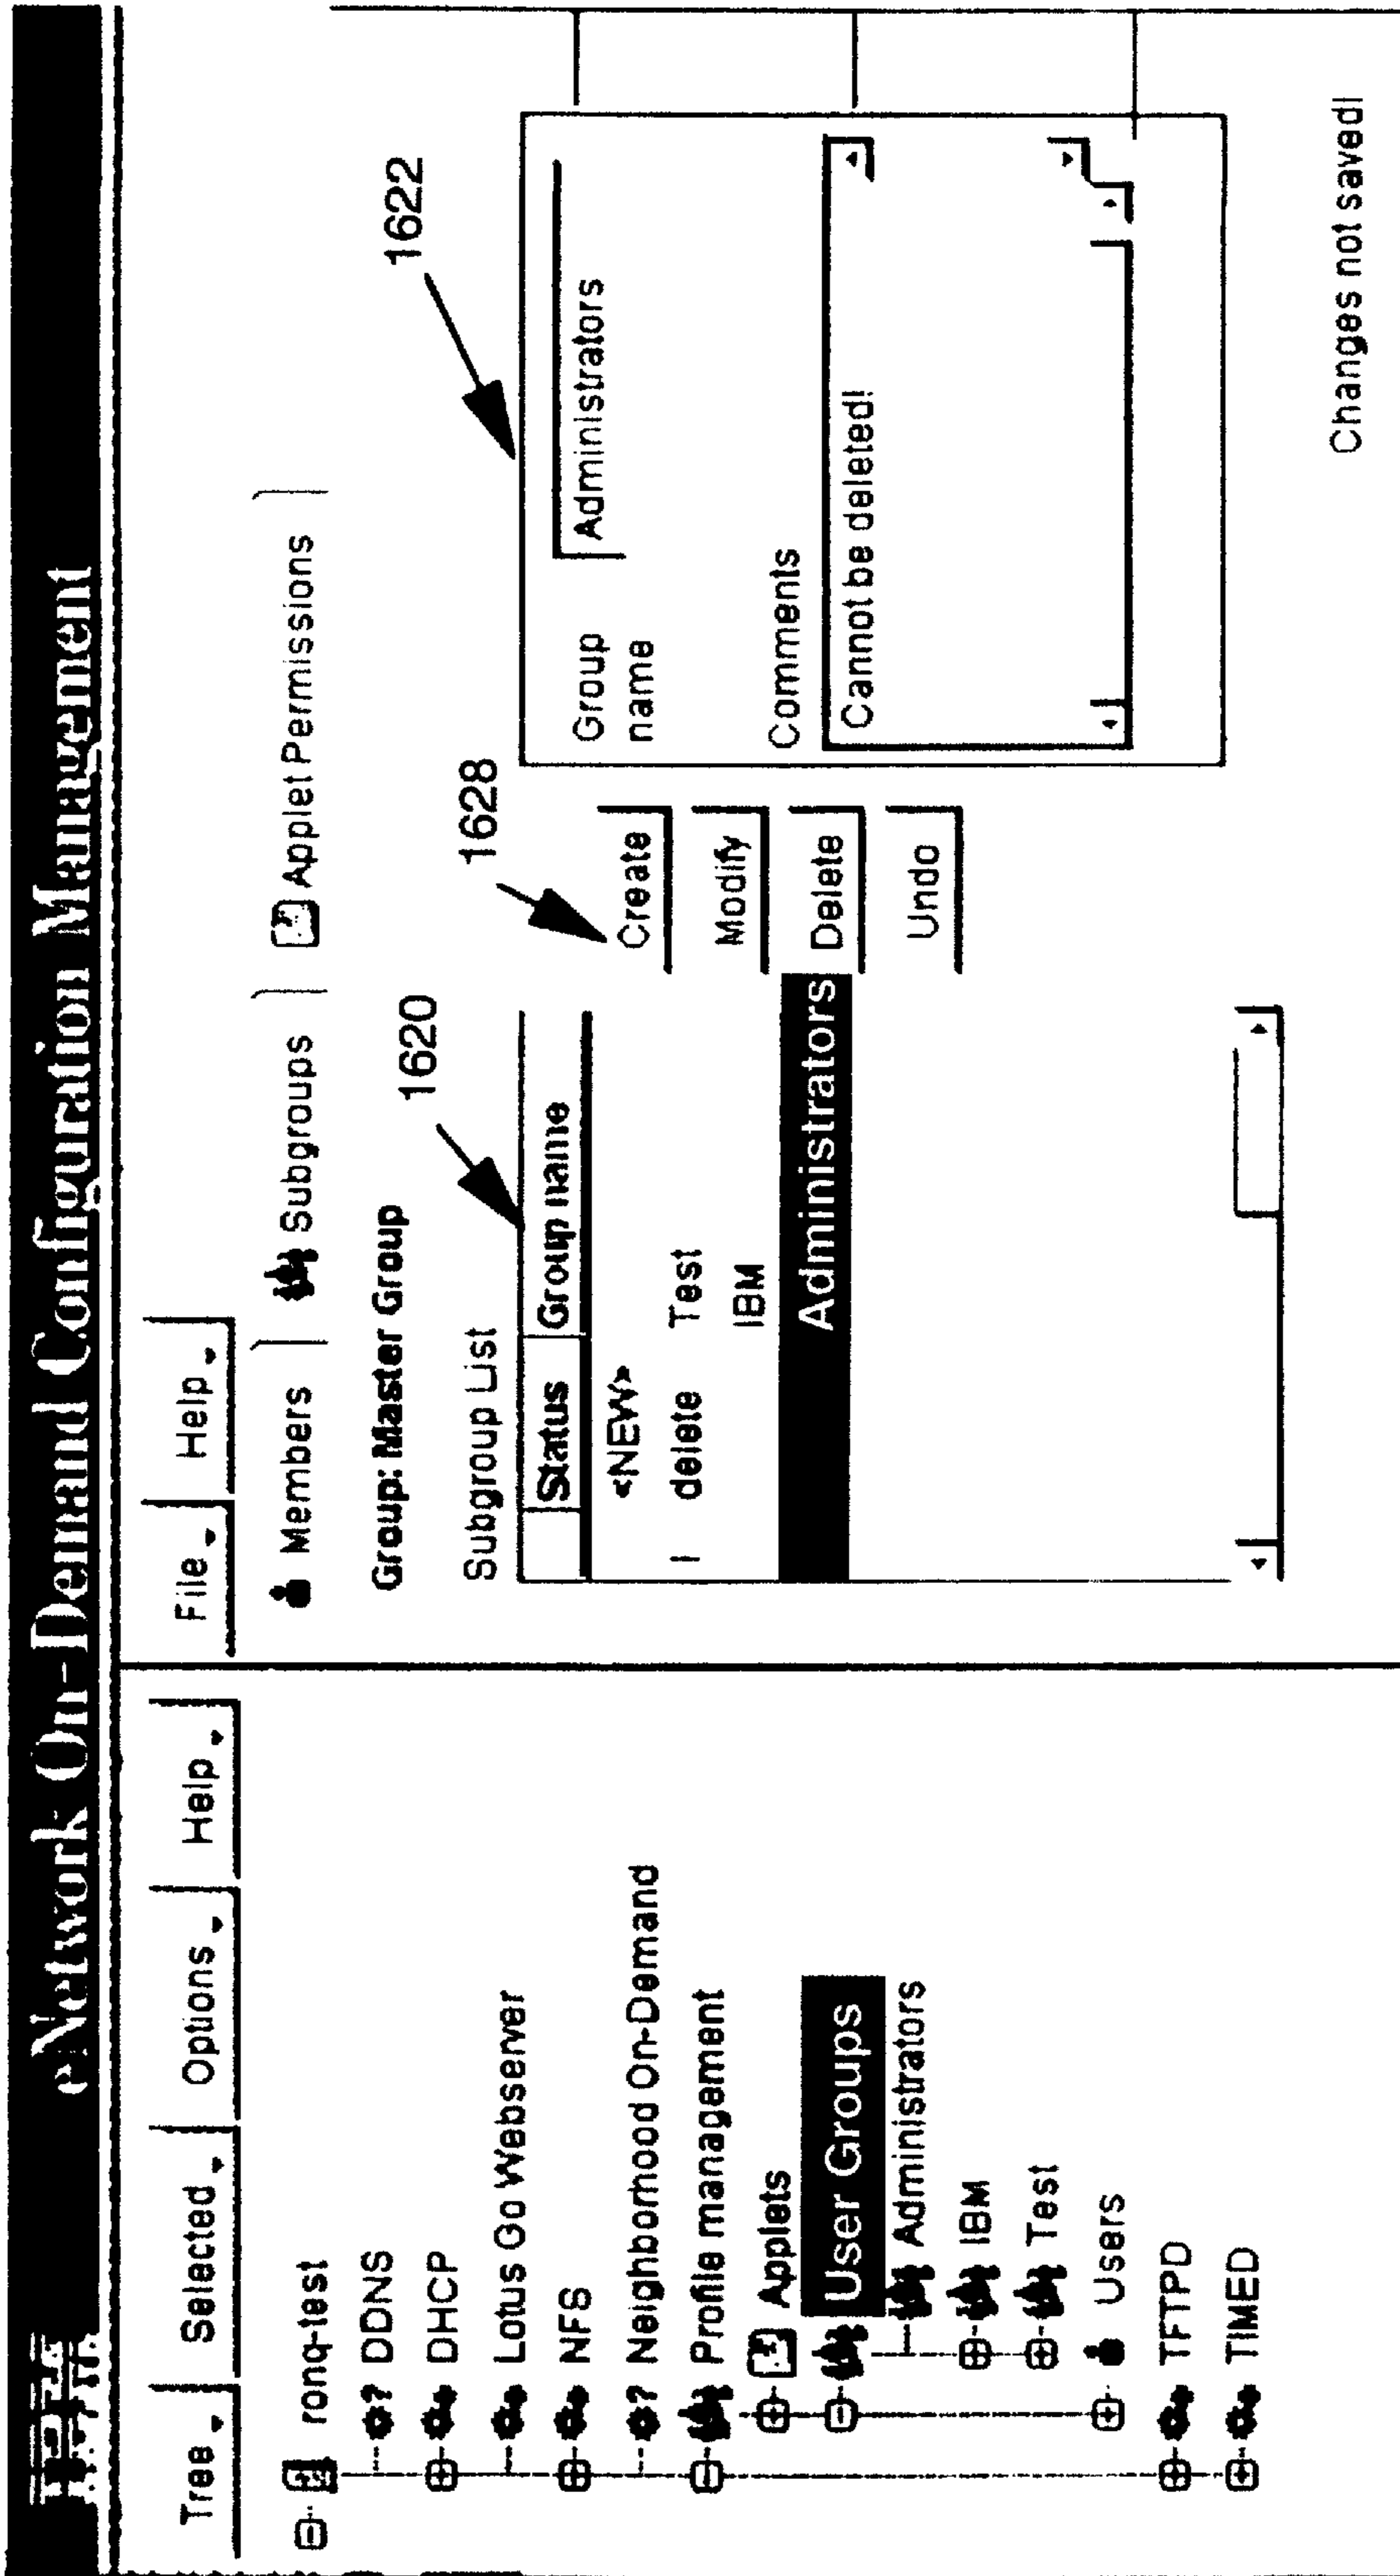 eNetwork On-Demand Configuration Management
Tree Selected Options Help
ronq-test
DDNS
DHCP
Lotus Go Webserver
NFS
Neighborhood On-Demand
Profile management
Applets
User Groups
Administrators
IBM
Test
Users
TFTPD
TIMED
File Help
Members Subgroups Applet Permissions
Group: Master Group
Subgroup List
1620
Status Group name
<NEW>
delete Test
IBM
Administrators
1628
Create
Modify
Delete
Undo
1622
Group name
Administrators
Comments
Cannot be deleted!
Changes not saved!